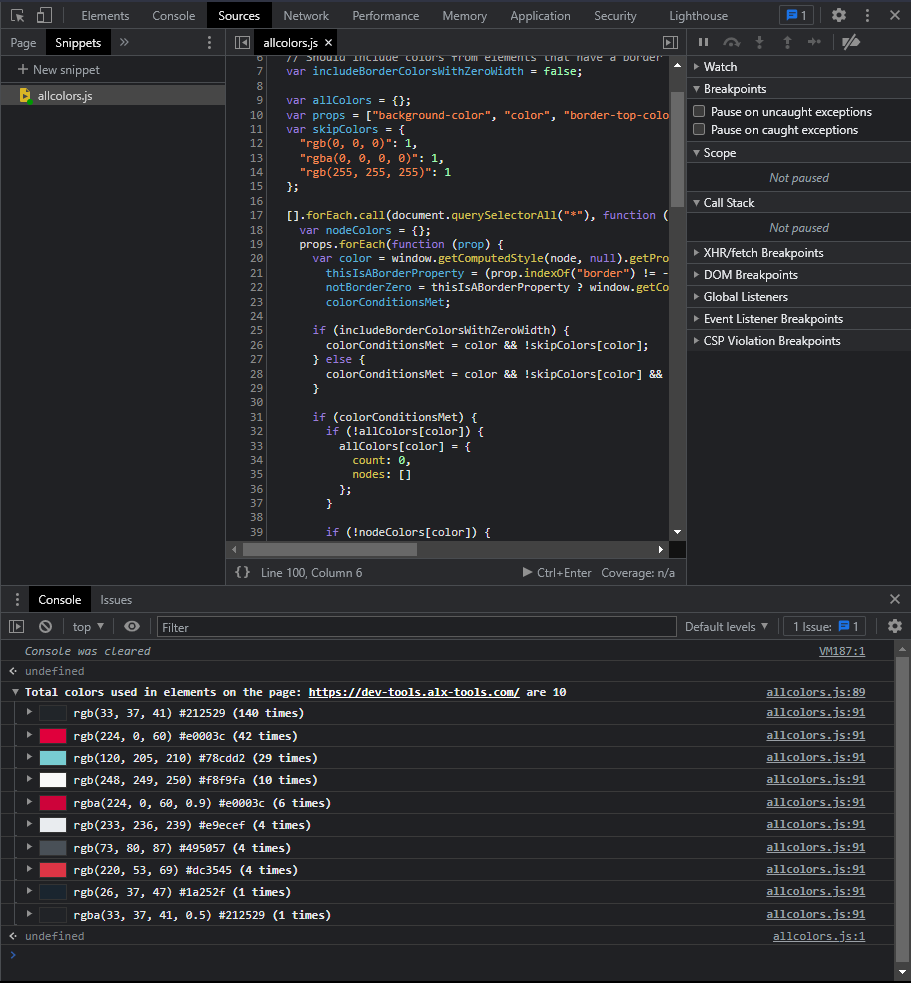 Elements Console Sources Network Performance Memory Application Security Lighthouse 1
Page Snippets » allcolors.js ×
+ New snippet
allcolors.js
6 // Should include colors from elements that have a border
7 var includeBorderColorsWithZeroWidth = false;
8
9 var allColors = {};
10 var props = ["background-color", "color", "border-top-colo
11 var skipColors = {
12 "rgb(0, 0, 0)": 1,
13 "rgba(0, 0, 0, 0)": 1,
14 "rgb(255, 255, 255)": 1
15 };
16
17 [].forEach.call(document.querySelectorAll("*"), function (
18 var nodeColors = {};
19 props.forEach(function (prop) {
20 var color = window.getComputedStyle(node, null).getPro
21 thisIsABorderProperty = (prop.indexOf("border") != -
22 notBorderZero = thisIsABorderProperty ? window.getCo
23 colorConditionsMet;
24
25 if (includeBorderColorsWithZeroWidth) {
26 colorConditionsMet = color && !skipColors[color];
27 } else {
28 colorConditionsMet = color && !skipColors[color] &&
29 }
30
31 if (colorConditionsMet) {
32 if (!allColors[color]) {
33 allColors[color] = {
34 count: 0,
35 nodes: []
36 };
37 }
38
39 if (!nodeColors[color]) {
{} Line 100, Column 6 Ctrl+Enter Coverage: n/a
Watch
Breakpoints
Pause on uncaught exceptions
Pause on caught exceptions
Scope
Not paused
Call Stack
Not paused
XHR/fetch Breakpoints
DOM Breakpoints
Global Listeners
Event Listener Breakpoints
CSP Violation Breakpoints
Console Issues
top Filter Default levels 1 Issue: 1
Console was cleared VM187:1
undefined
Total colors used in elements on the page: https://dev-tools.alx-tools.com/ are 10 allcolors.js:89
rgb(33, 37, 41) #212529 (140 times) allcolors.js:91
rgb(224, 0, 60) #e0003c (42 times) allcolors.js:91
rgb(120, 205, 210) #78cdd2 (29 times) allcolors.js:91
rgb(248, 249, 250) #f8f9fa (10 times) allcolors.js:91
rgba(224, 0, 60, 0.9) #e0003c (6 times) allcolors.js:91
rgb(233, 236, 239) #e9ecef (4 times) allcolors.js:91
rgb(73, 80, 87) #495057 (4 times) allcolors.js:91
rgb(220, 53, 69) #dc3545 (4 times) allcolors.js:91
rgb(26, 37, 47) #1a252f (1 times) allcolors.js:91
rgba(33, 37, 41, 0.5) #212529 (1 times) allcolors.js:91
undefined allcolors.js:1